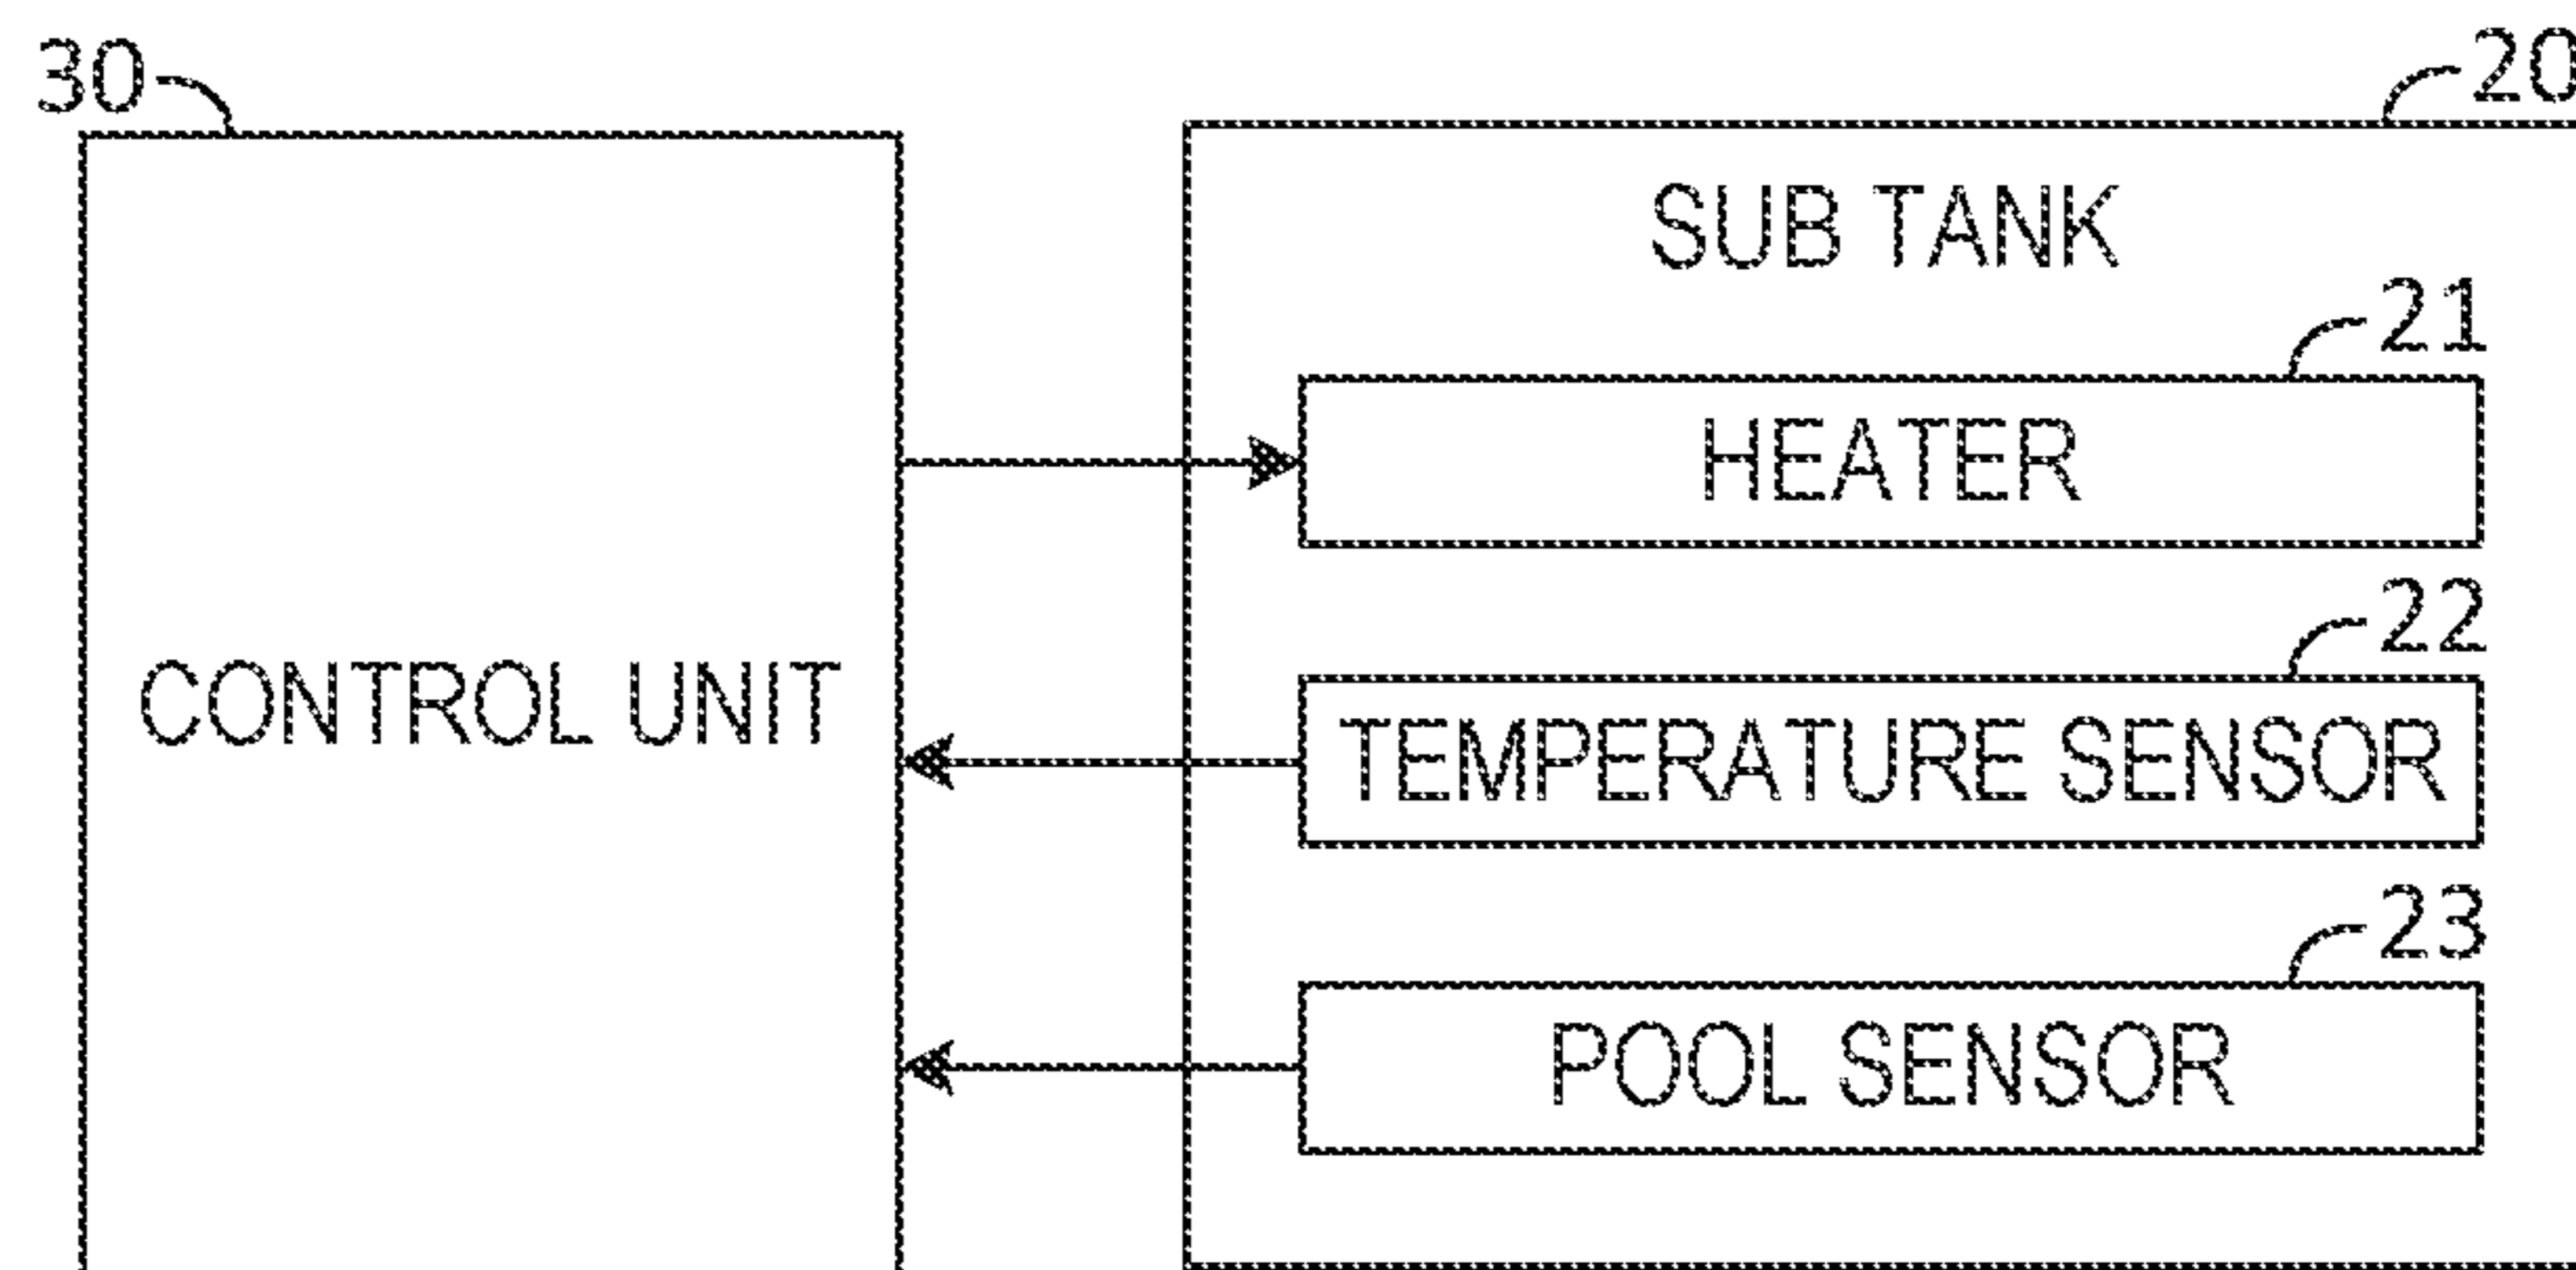 30
20
SUB TANK
21
HEATER
22
CONTROL UNIT
TEMPERATURE SENSOR
23
POOL SENSOR